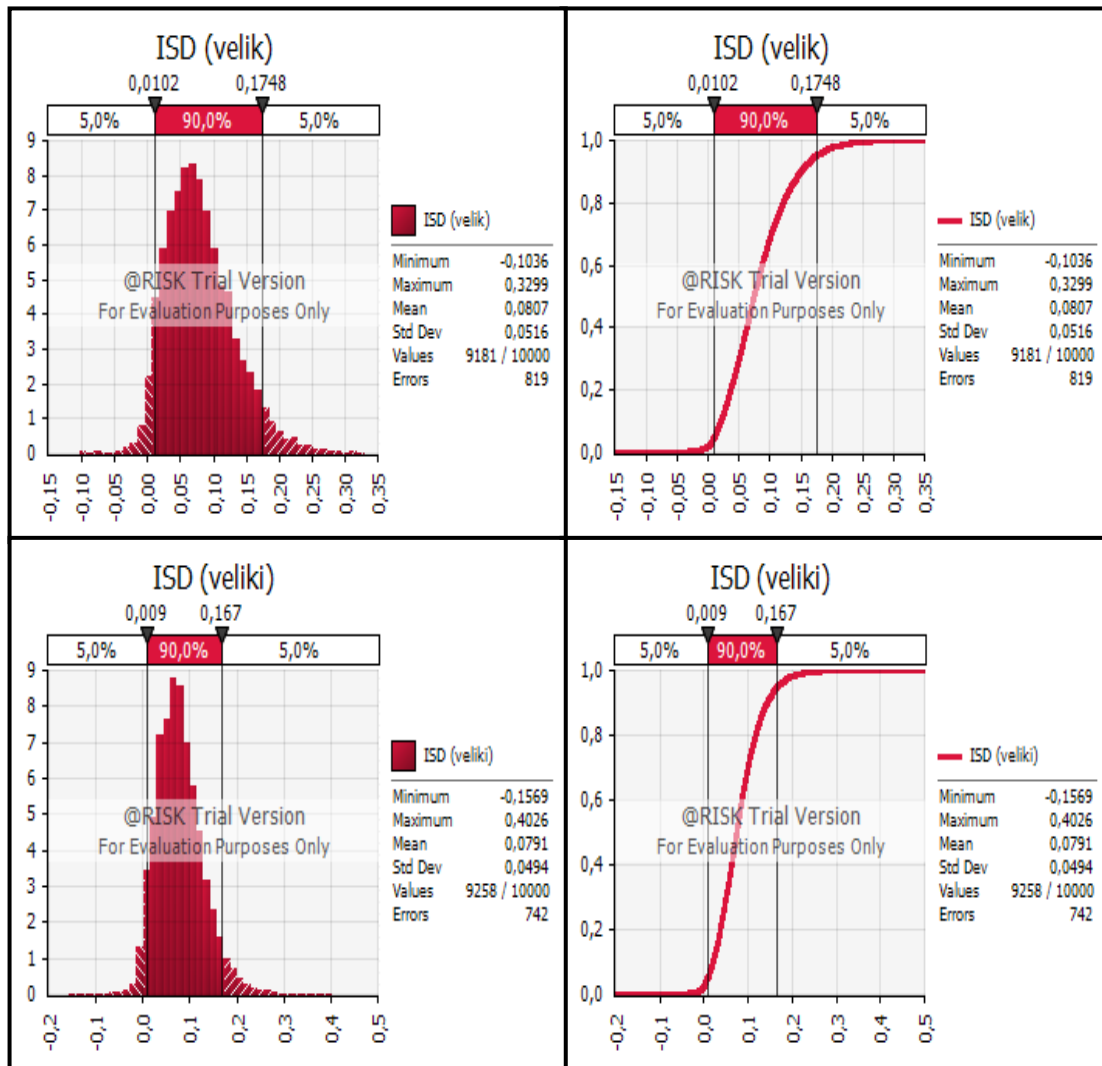 ISD (velik)
0,0102 0,1748
5,0% 90,0% 5,0%
9
8
7
6
5
4
3
2
1
0
-0,15 -0,10 -0,05 0,00 0,05 0,10 0,15 0,20 0,25 0,30 0,35
@RISK Trial Version
For Evaluation Purposes Only
ISD (velik)
Minimum -0,1036
Maximum 0,3299
Mean 0,0807
Std Dev 0,0516
Values 9181 / 10000
Errors 819
ISD (velik)
0,0102 0,1748
5,0% 90,0% 5,0%
1,0
0,8
0,6
0,4
0,2
0,0
-0,15 -0,10 -0,05 0,00 0,05 0,10 0,15 0,20 0,25 0,30 0,35
@RISK Trial Version
For Evaluation Purposes Only
ISD (velik)
Minimum -0,1036
Maximum 0,3299
Mean 0,0807
Std Dev 0,0516
Values 9181 / 10000
Errors 819
ISD (veliki)
0,009 0,167
5,0% 90,0% 5,0%
9
8
7
6
5
4
3
2
1
0
-0,2 -0,1 0,0 0,1 0,2 0,3 0,4 0,5
@RISK Trial Version
For Evaluation Purposes Only
ISD (veliki)
Minimum -0,1569
Maximum 0,4026
Mean 0,0791
Std Dev 0,0494
Values 9258 / 10000
Errors 742
ISD (veliki)
0,009 0,167
5,0% 90,0% 5,0%
1,0
0,8
0,6
0,4
0,2
0,0
-0,2 -0,1 0,0 0,1 0,2 0,3 0,4 0,5
@RISK Trial Version
For Evaluation Purposes Only
ISD (veliki)
Minimum -0,1569
Maximum 0,4026
Mean 0,0791
Std Dev 0,0494
Values 9258 / 10000
Errors 742